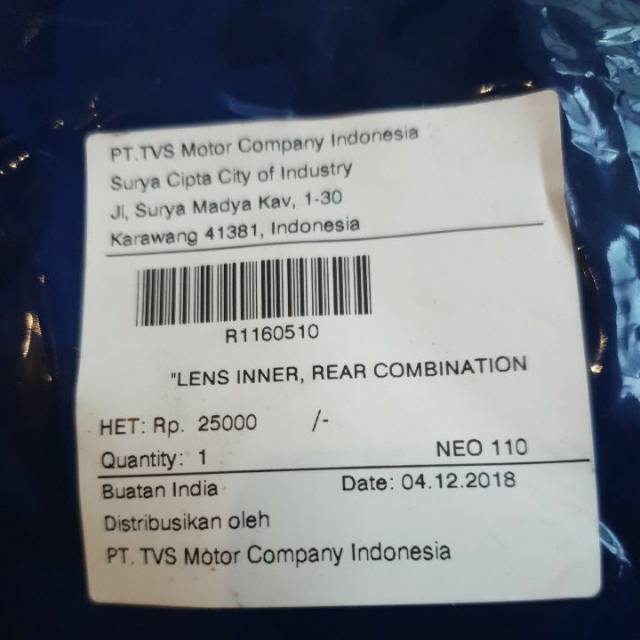 PT.TVS Motor Company Indonesia
Surya Cipta City of Industry
Jl, Surya Madya Kav, 1-30
Karawang 41381, Indonesia
R1160510
"LENS INNER, REAR COMBINATION
HET: Rp. 25000 /-
Quantity: 1 NEO 110
Buatan India Date: 04.12.2018
Distribusikan oleh
PT. TVS Motor Company Indonesia